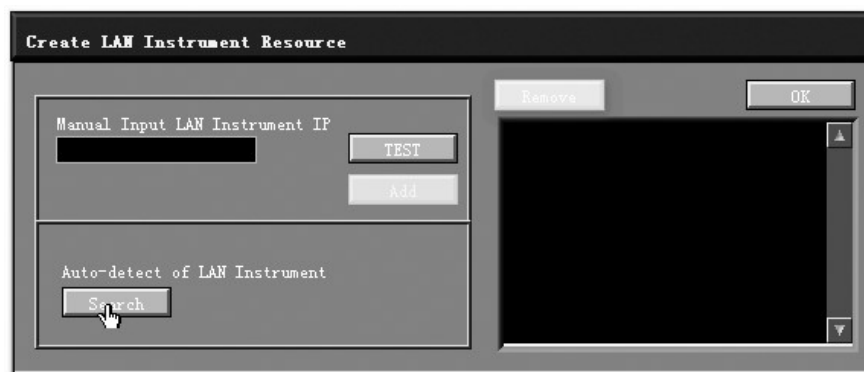 Create LAN Instrument Resource
Remove
OK
Manual Input LAN Instrument IP
TEST
Add
Auto-detect of LAN Instrument
Search